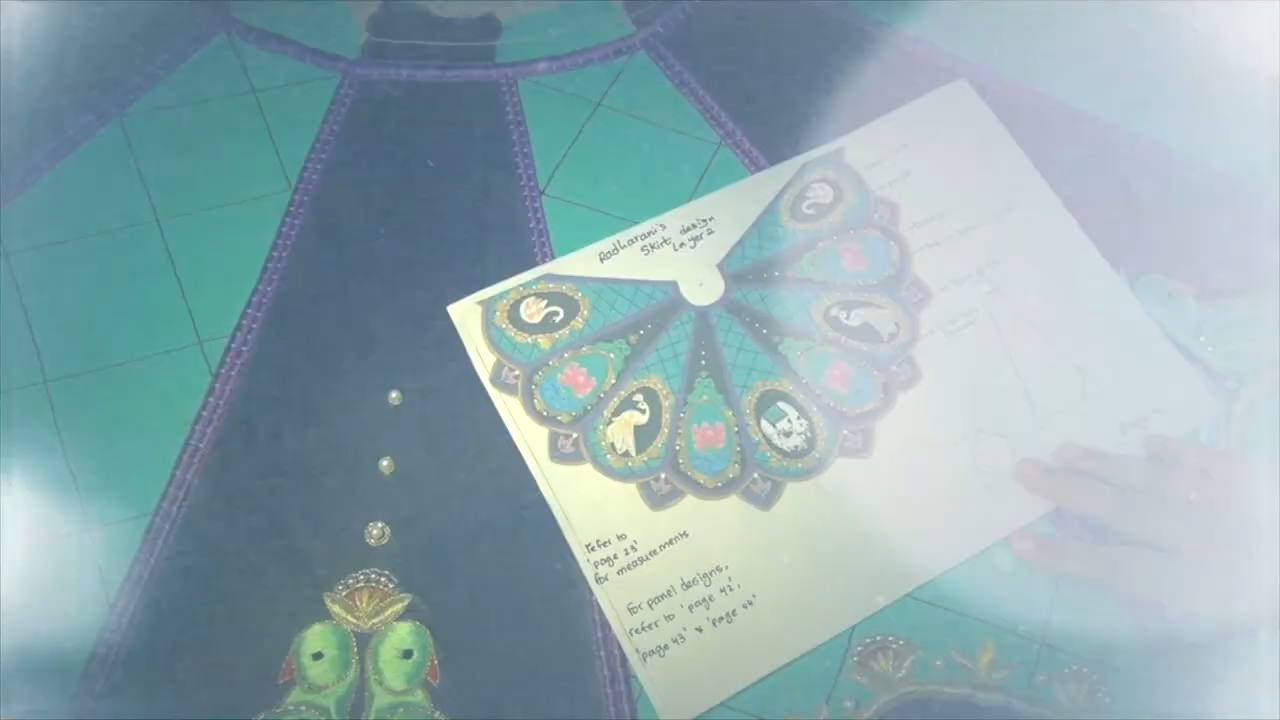 Radharani's
Skirt design
Layer 2
refer to
'page 23'
for measurements
For panel designs,
refer to 'page 42',
'page 43' & 'page 44'